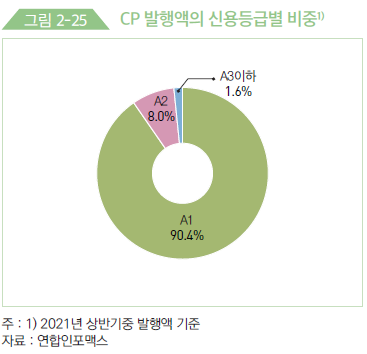 그림 2-25
CP 발행액의 신용등급별 비중1)
A3이하
1.6%
A2
8.0%
A1
90.4%
주 : 1) 2021년 상반기중 발행액 기준
자료 : 연합인포맥스